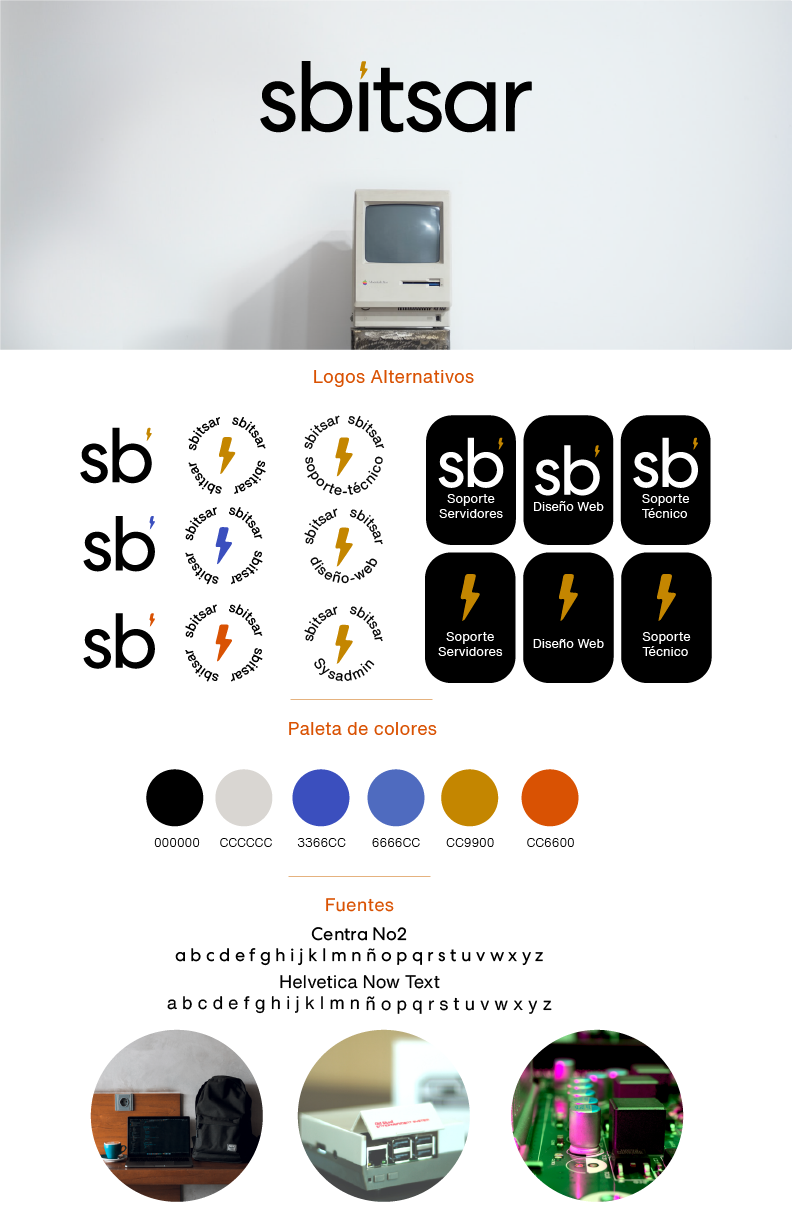 sbitsar
Logos Alternativos
sb
sbitsar sbitsar sbitsar sbitsar
sbitsar sbitsar soporte-técnico
sb
Soporte
Servidores
sb
Diseño Web
sb
Soporte
Técnico
sb
sbitsar sbitsar sbitsar sbitsar
sbitsar sbitsar diseño-web
Soporte
Servidores
Diseño Web
Soporte
Técnico
sb
sbitsar sbitsar sbitsar sbitsar
sbitsar sbitsar Sysadmin
Paleta de colores
000000 CCCCCC 3366CC 6666CC CC9900 CC6600
Fuentes
Centra No2
a b c d e f g h i j k l m n ñ o p q r s t u v w x y z
Helvetica Now Text
a b c d e f g h i j k l m n ñ o p q r s t u v w x y z